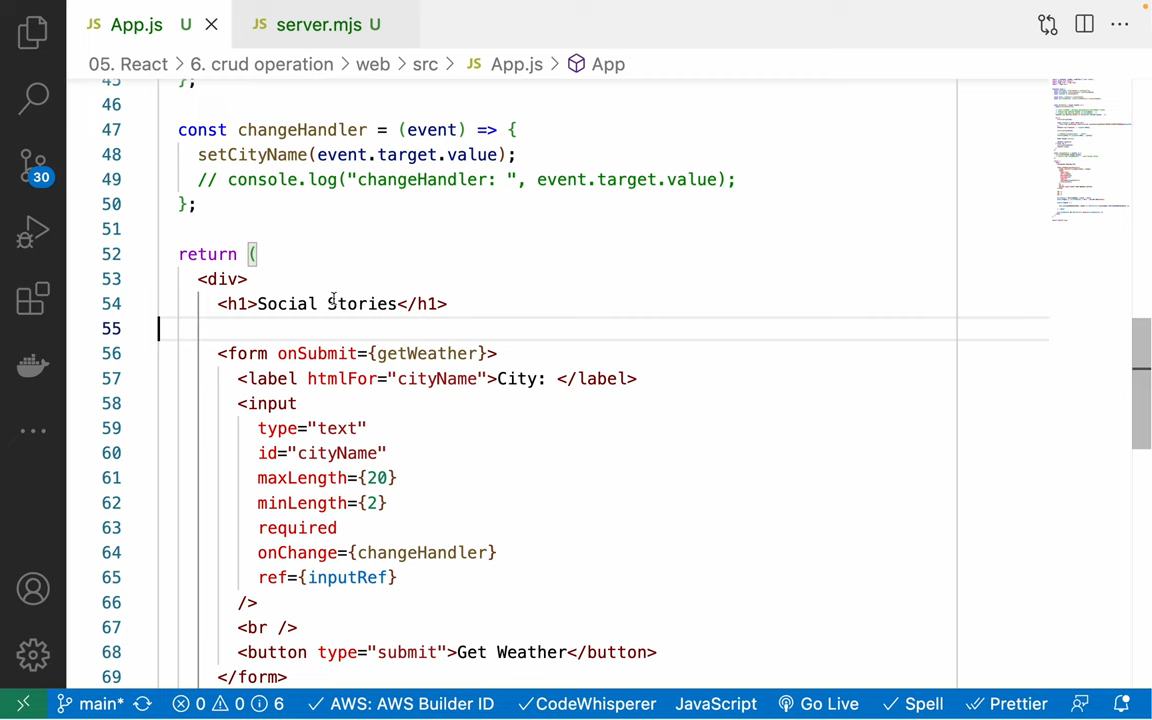 JS App.js U
JS server.mjs U
05. React > 6. crud operation > web > src > JS App.js > App
45 };
46
47 const changeHandler = (event) => {
48 setCityName(event.target.value);
49 // console.log("changeHandler: ", event.target.value);
50 };
51
52 return (
53 <div>
54 <h1>Social Stories</h1>
55
56 <form onSubmit={getWeather}>
57 <label htmlFor="cityName">City: </label>
58 <input
59 type="text"
60 id="cityName"
61 maxLength={20}
62 minLength={2}
63 required
64 onChange={changeHandler}
65 ref={inputRef}
66 />
67 <br />
68 <button type="submit">Get Weather</button>
69 </form>
30
main* 0 0 6 AWS: AWS Builder ID CodeWhisperer JavaScript Go Live Spell Prettier